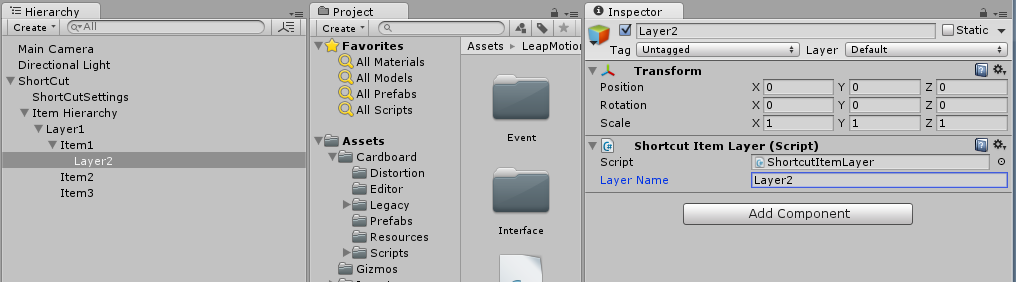 Hierarchy
Create
All
Main Camera
Directional Light
ShortCut
ShortCutSettings
Item Hierarchy
Layer1
Item1
Layer2
Item2
Item3
Project
Create
Favorites
All Materials
All Models
All Prefabs
All Scripts
Assets
Cardboard
Distortion
Editor
Legacy
Prefabs
Resources
Scripts
Gizmos
Assets LeapMotion
Event
Interface
Inspector
Layer2 Static
Tag Untagged Layer Default
Transform
Position X 0 Y 0 Z 0
Rotation X 0 Y 0 Z 0
Scale X 1 Y 1 Z 1
Shortcut Item Layer (Script)
Script ShortcutItemLayer
Layer Name Layer2
Add Component